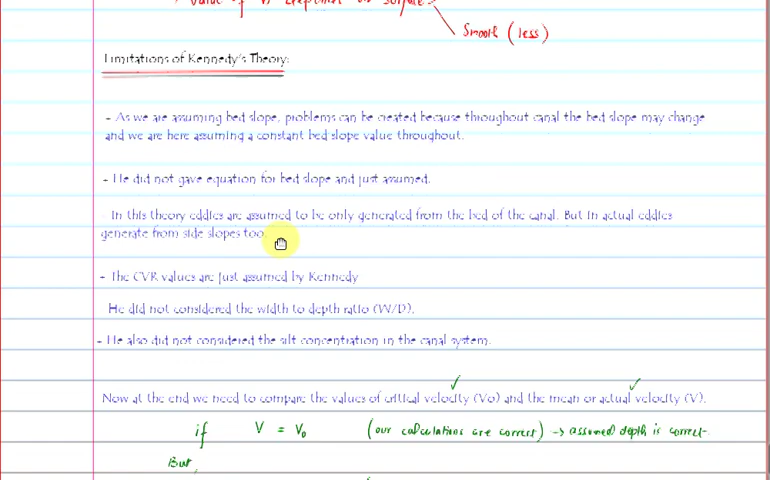 Value of n depends on surface
Smooth (less)
Limitations of Kennedy's Theory:
- As we are assuming bed slope, problems can be created because throughout canal the bed slope may change
and we are here assuming a constant bed slope value throughout.
- He did not gave equation for bed slope and just assumed.
- In this theory eddies are assumed to be only generated from the bed of the canal. But in actual eddies
generate from side slopes too
- The CVR values are just assumed by Kennedy
He did not considered the width to depth ratio (W/D).
- He also did not considered the silt concentration in the canal system.
Now at the end we need to compare the values of critical velocity (Vo) and the mean or actual velocity (V).
if V = Vo (our calculations are correct) → assumed depth is correct.
But,